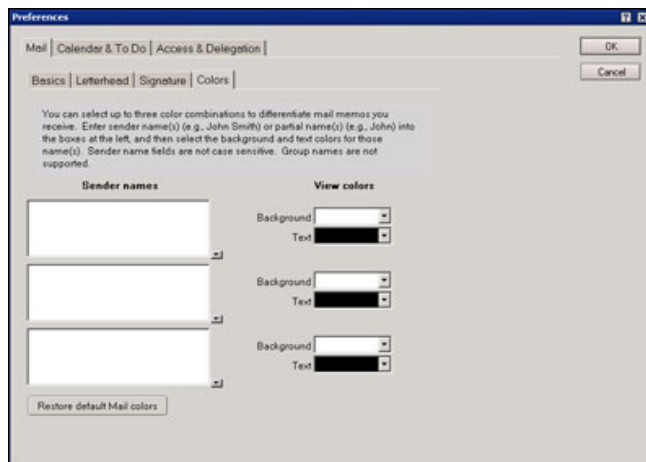 Preferences
OK
Mail Calendar & To Do Access & Delegation
Cancel
Basics Letterhead Signature Colors
You can select up to three color combinations to differentiate mail memos you
receive. Enter sender name(s) (e.g., John Smith) or partial name(s) (e.g., John) into
the boxes at the left, and then select the background and text colors for those
name(s). Sender name fields are not case sensitive. Group names are not
supported.
Sender names View colors
Background
Text
Background
Text
Background
Text
Restore default Mail colors